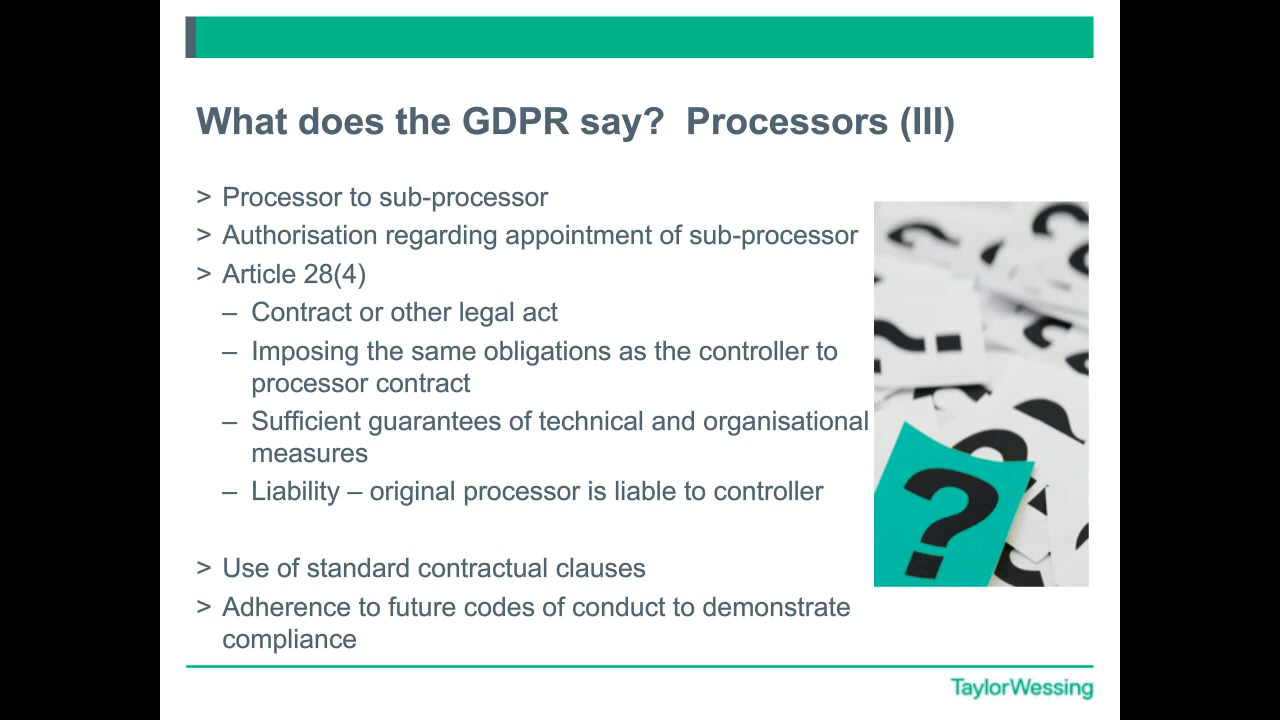 What does the GDPR say?  Processors (III)
> Processor to sub-processor
> Authorisation regarding appointment of sub-processor
> Article 28(4)
– Contract or other legal act
– Imposing the same obligations as the controller to
processor contract
– Sufficient guarantees of technical and organisational
measures
– Liability – original processor is liable to controller
> Use of standard contractual clauses
> Adherence to future codes of conduct to demonstrate
compliance
?
TaylorWessing